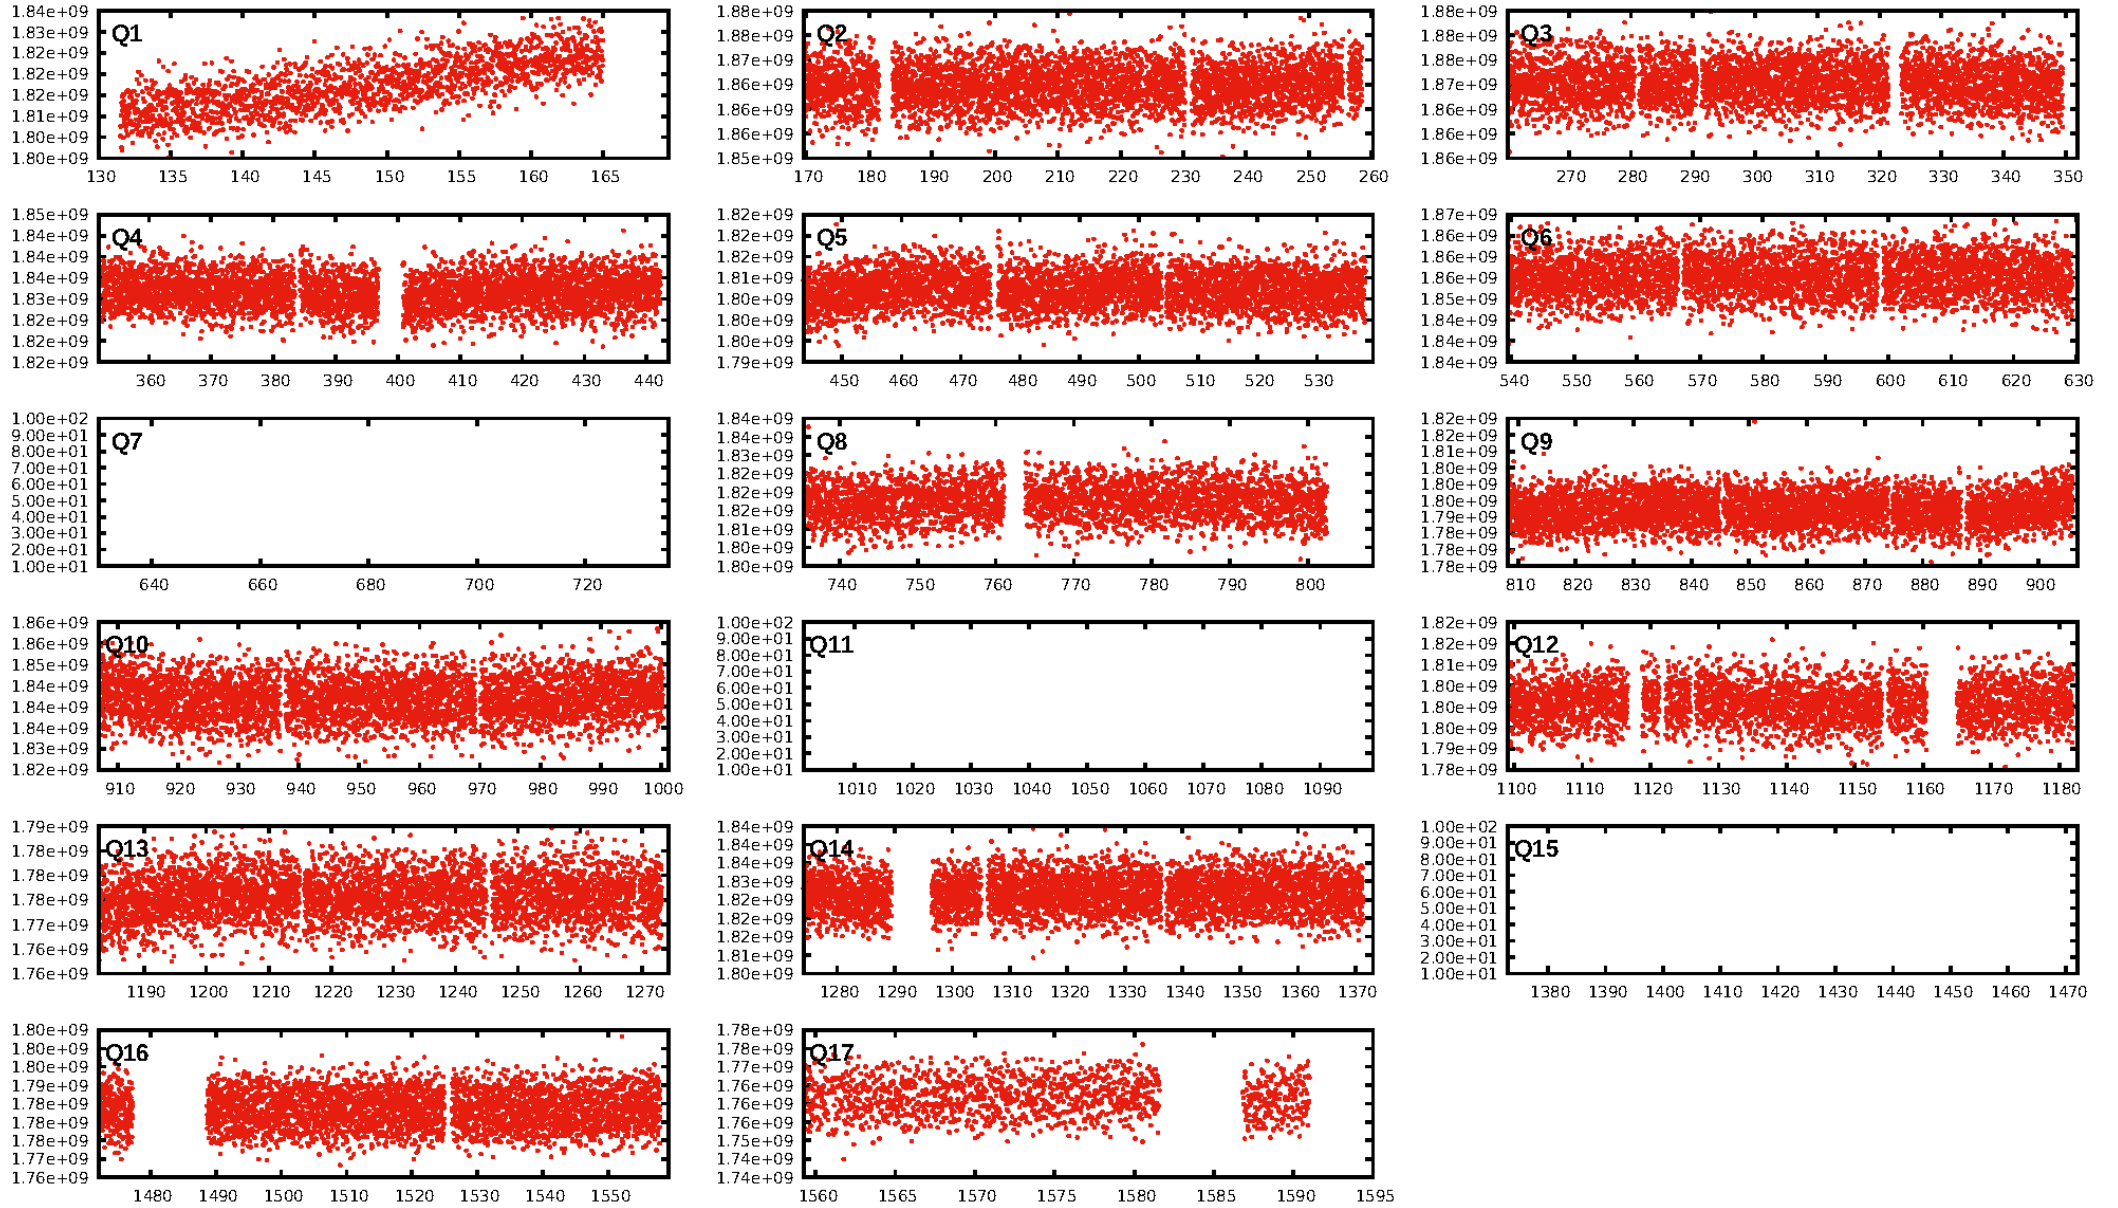 Q1
1.84e+09
1.83e+09
1.82e+09
1.82e+09
1.82e+09
1.81e+09
1.80e+09
1.80e+09
130 135 140 145 150 155 160 165
Q2
1.88e+09
1.88e+09
1.87e+09
1.86e+09
1.86e+09
1.86e+09
1.85e+09
170 180 190 200 210 220 230 240 250 260
Q3
1.88e+09
1.88e+09
1.87e+09
1.87e+09
1.86e+09
1.86e+09
1.86e+09
270 280 290 300 310 320 330 340 350
Q4
1.85e+09
1.84e+09
1.84e+09
1.84e+09
1.83e+09
1.82e+09
1.82e+09
1.82e+09
360 370 380 390 400 410 420 430 440
Q5
1.82e+09
1.82e+09
1.82e+09
1.81e+09
1.80e+09
1.80e+09
1.80e+09
1.79e+09
450 460 470 480 490 500 510 520 530
Q6
1.87e+09
1.86e+09
1.86e+09
1.86e+09
1.85e+09
1.84e+09
1.84e+09
1.84e+09
540 550 560 570 580 590 600 610 620 630
Q7
1.00e+02
9.00e+01
8.00e+01
7.00e+01
6.00e+01
5.00e+01
4.00e+01
3.00e+01
2.00e+01
1.00e+01
640 660 680 700 720
Q8
1.84e+09
1.84e+09
1.83e+09
1.82e+09
1.82e+09
1.82e+09
1.81e+09
1.80e+09
1.80e+09
740 750 760 770 780 790 800
Q9
1.82e+09
1.82e+09
1.81e+09
1.80e+09
1.80e+09
1.80e+09
1.79e+09
1.78e+09
1.78e+09
1.78e+09
810 820 830 840 850 860 870 880 890 900
Q10
1.86e+09
1.86e+09
1.85e+09
1.84e+09
1.84e+09
1.84e+09
1.83e+09
1.82e+09
910 920 930 940 950 960 970 980 990 1000
Q11
1.00e+02
9.00e+01
8.00e+01
7.00e+01
6.00e+01
5.00e+01
4.00e+01
3.00e+01
2.00e+01
1.00e+01
1010 1020 1030 1040 1050 1060 1070 1080 1090
Q12
1.82e+09
1.82e+09
1.81e+09
1.80e+09
1.80e+09
1.80e+09
1.79e+09
1.78e+09
1100 1110 1120 1130 1140 1150 1160 1170 1180
Q13
1.79e+09
1.78e+09
1.78e+09
1.78e+09
1.77e+09
1.76e+09
1.76e+09
1190 1200 1210 1220 1230 1240 1250 1260 1270
Q14
1.84e+09
1.84e+09
1.84e+09
1.83e+09
1.82e+09
1.82e+09
1.82e+09
1.81e+09
1.80e+09
1280 1290 1300 1310 1320 1330 1340 1350 1360 1370
Q15
1.00e+02
9.00e+01
8.00e+01
7.00e+01
6.00e+01
5.00e+01
4.00e+01
3.00e+01
2.00e+01
1.00e+01
1380 1390 1400 1410 1420 1430 1440 1450 1460 1470
Q16
1.80e+09
1.80e+09
1.80e+09
1.79e+09
1.78e+09
1.78e+09
1.78e+09
1.77e+09
1.76e+09
1480 1490 1500 1510 1520 1530 1540 1550
Q17
1.78e+09
1.78e+09
1.77e+09
1.76e+09
1.76e+09
1.76e+09
1.75e+09
1.74e+09
1.74e+09
1560 1565 1570 1575 1580 1585 1590 1595